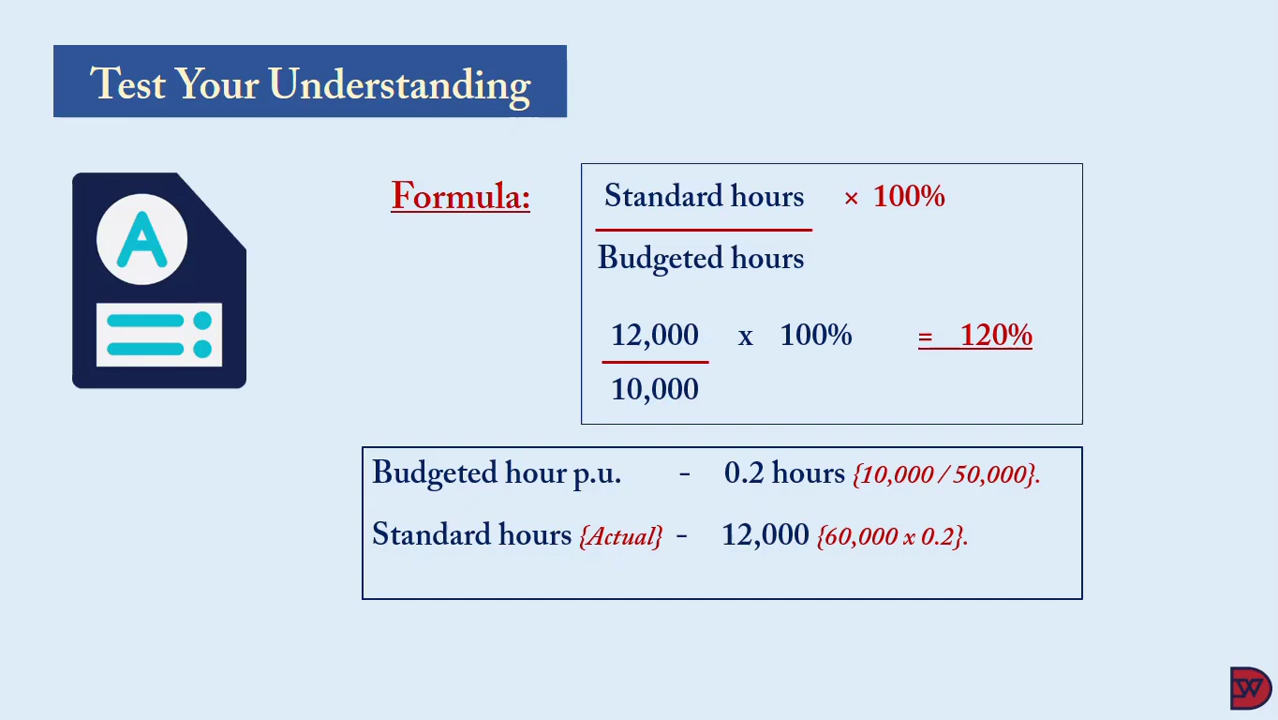 Test Your Understanding
A
Formula:
Standard hours × 100%
Budgeted hours
12,000 x 100% = 120%
10,000
Budgeted hour p.u. - 0.2 hours {10,000 / 50,000}.
Standard hours {Actual} - 12,000 {60,000 x 0.2}.
DW